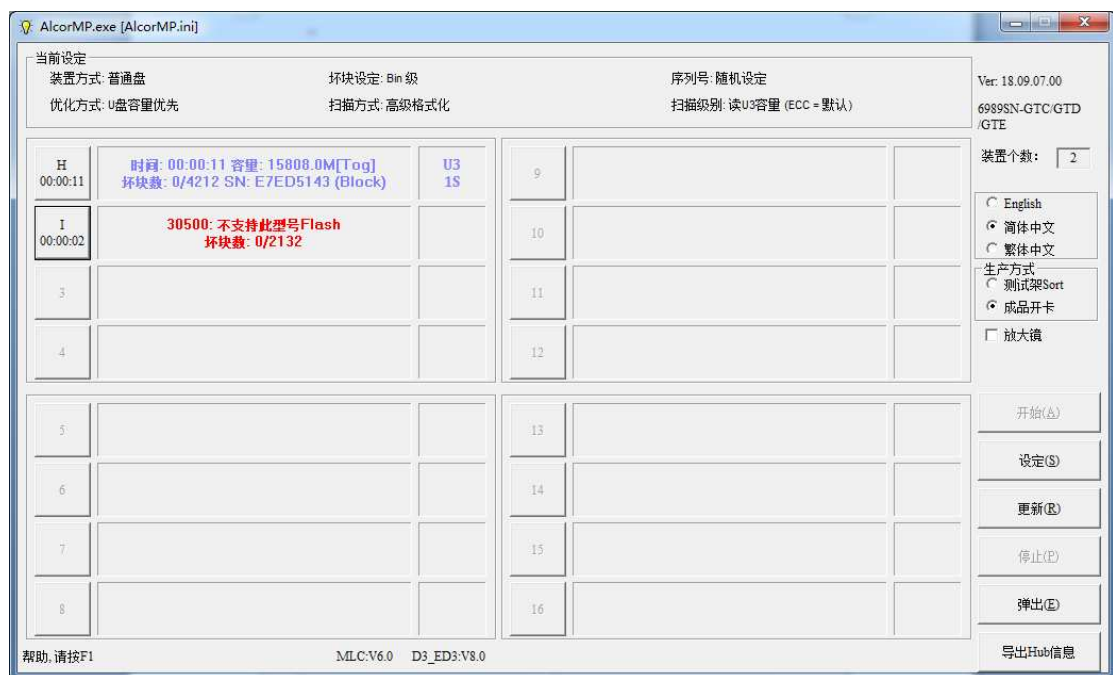 AlcorMP.exe [AlcorMP.ini]
当前设定
装置方式: 普通盘
坏块设定: Bin 级
序列号: 随机设定
优化方式: U盘容量优先
扫描方式: 高级格式化
扫描级别: 读U3容量 (ECC = 默认)
Ver: 18.09.07.00
6989SN-GTC/GTD
/GTE
装置个数: 2
H
00:00:11
时间: 00:00:11 容量: 15808.0M[Tog]
坏块数: 0/4212 SN: E7ED5143 (Block)
U3
1S
I
00:00:02
30500: 不支持此型号Flash
坏块数: 0/2132
3
4
5
6
7
8
9
10
11
12
13
14
15
16
English
简体中文
繁体中文
生产方式
测试架Sort
成品开卡
放大镜
开始(A)
设定(S)
更新(R)
停止(P)
弹出(E)
导出Hub信息
帮助,请按F1
MLC:V6.0 D3_ED3:V8.0